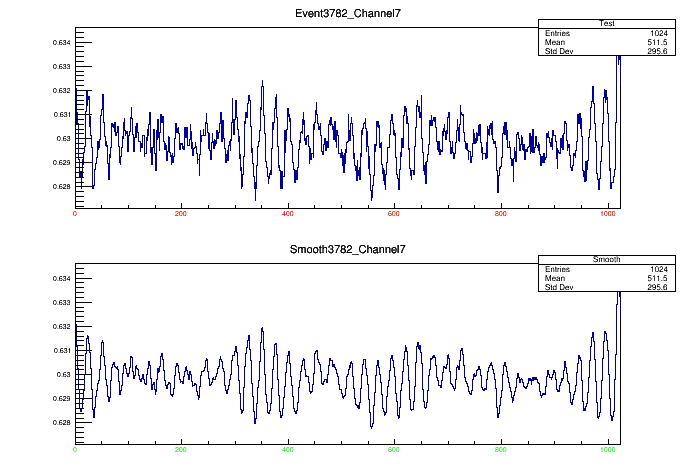 Event3782_Channel7
Test
Entries 1024
Mean 511.5
Std Dev 295.6
0.634
0.633
0.632
0.631
0.63
0.629
0.628
0 200 400 600 800 1000
Smooth3782_Channel7
Smooth
Entries 1024
Mean 511.5
Std Dev 295.6
0.634
0.633
0.632
0.631
0.63
0.629
0.628
0 200 400 600 800 1000